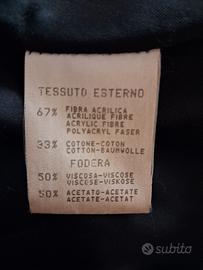 TESSUTO ESTERNO
67% FIBRA ACRILICA
ACRILIQUE FIBRE
ACRYLIC FIBRE
POLYACRYL FASER
33% COTONE-COTON
COTTON-BAUMWOLLE
FODERA
50% VISCOSA-VISCOSE
VISCOSE-VISKOSE
50% ACETATO-ACETATE
ACETATE-ACETAT
subito